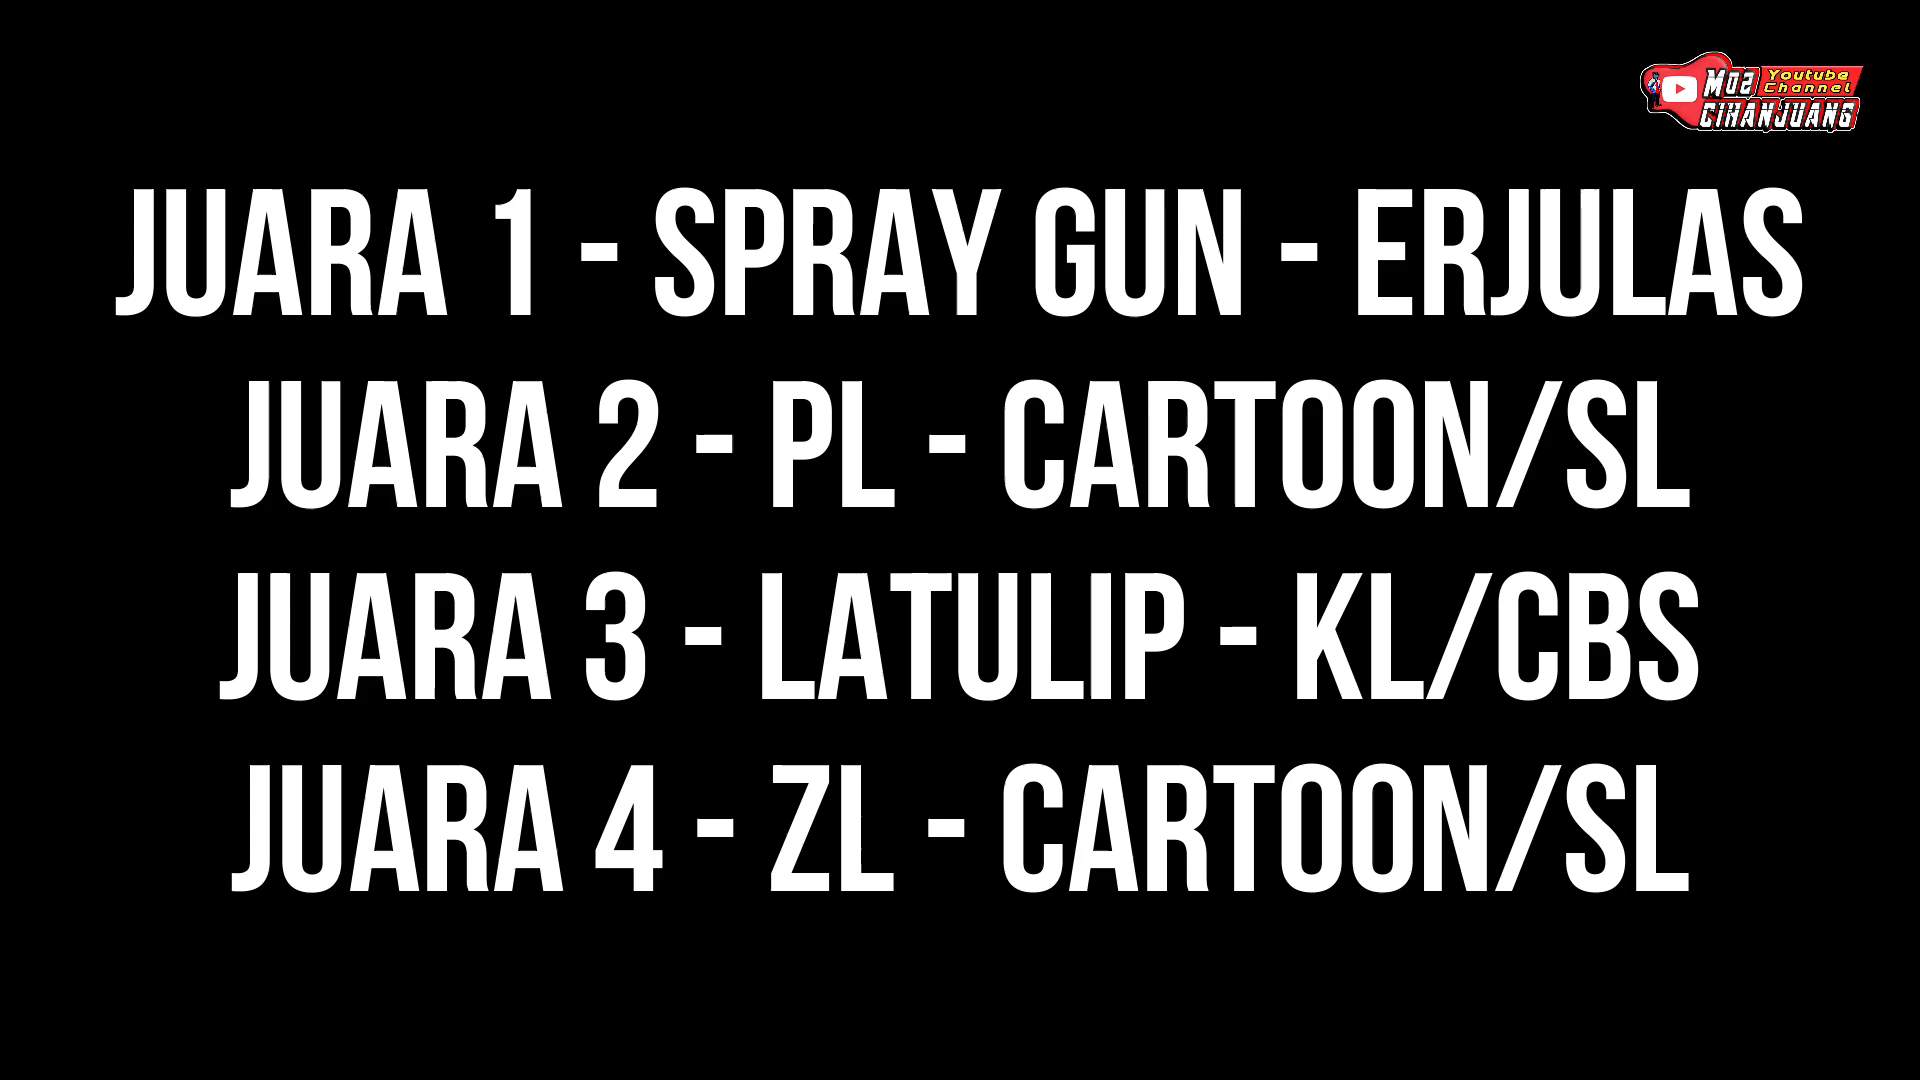 MOZ Youtube
Channel
CIHANJUANG
JUARA 1 - SPRAY GUN - ERJULAS
JUARA 2 - PL - CARTOON/SL
JUARA 3 - LATULIP - KL/CBS
JUARA 4 - ZL - CARTOON/SL